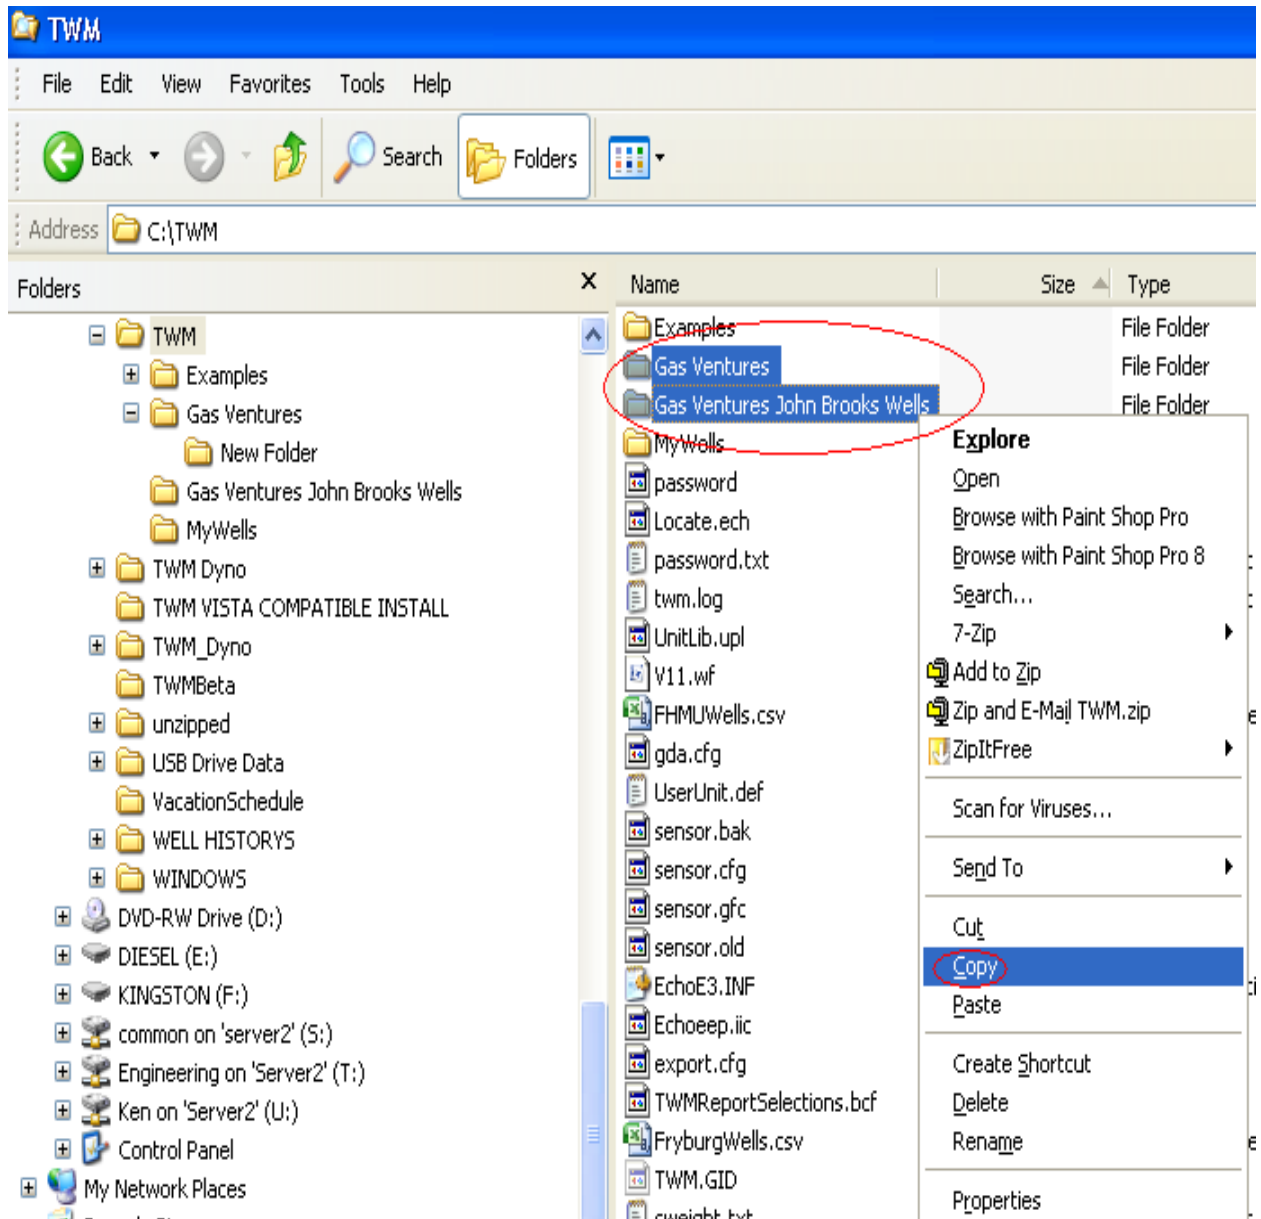 TWM
File Edit View Favorites Tools Help
Back Search Folders
Address C:\TWM
Folders X
TWM
Examples
Gas Ventures
New Folder
Gas Ventures John Brooks Wells
MyWells
TWM Dyno
TWM VISTA COMPATIBLE INSTALL
TWM_Dyno
TWMBeta
unzipped
USB Drive Data
VacationSchedule
WELL HISTORYS
WINDOWS
DVD-RW Drive (D:)
DIESEL (E:)
KINGSTON (F:)
common on 'server2' (S:)
Engineering on 'Server2' (T:)
Ken on 'Server2' (U:)
Control Panel
My Network Places
Name Size Type
Examples File Folder
Gas Ventures File Folder
Gas Ventures John Brooks Wells File Folder
MyWells
password
Locate.ech
password.txt
twm.log
UnitLib.upl
V11.wf
FHMUWells.csv
gda.cfg
UserUnit.def
sensor.bak
sensor.cfg
sensor.gfc
sensor.old
EchoE3.INF
Echoeep.iic
export.cfg
TWMReportSelections.bcf
FryburgWells.csv
TWM.GID
Explore
Open
Browse with Paint Shop Pro
Browse with Paint Shop Pro 8
Search...
7-Zip
Add to Zip
Zip and E-Mail TWM.zip
ZipItFree
Scan for Viruses...
Send To
Cut
Copy
Paste
Create Shortcut
Delete
Rename
Properties